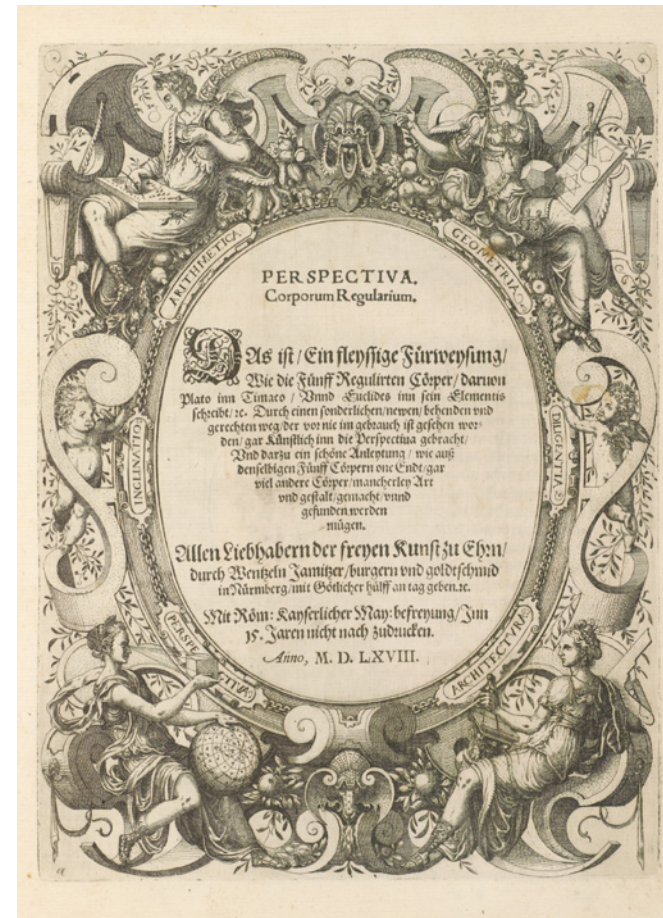 ARITHMETICA
GEOMETRIA
PERSPECTIVA.
Corporum Regularium.
DAs ist / Ein fleyssige Fürweysung /
Wie die Fünff Regulirten Cörper / daruon
Plato inn Timaeo / Vnnd Euclides inn sein Elementis
schreibt / ꝛc. Durch einen sonderlichen / newen / behenden vnd
gerechten weg / der vor nie im gebrauch ist gesehen wor-
den / gar Künstlich inn die Perspectiua gebracht /
Vnd darzu ein schöne Anleytung / wie auß
denselbigen Fünff Cörpern one Endt / gar
viel andere Cörper / mancherley Art
vnd gestalt / gemacht / vnnd
gefunden werden
mügen.
Allen Liebhabern der freyen Kunst zu Ehrn /
durch Wentzeln Jamitzer / burgern vnd goldtschmid
in Nürmberg / mit Götlicher hülff an tag geben.ꝛc.
Mit Röm: Kayserlicher May: befreyung / Inn
15. Jaren nicht nach zudrucken.
Anno, M. D. LXVIII.
INCLINATIO
DILIGENTIA
PERSPECTIVA
ARCHITECTVRA
a